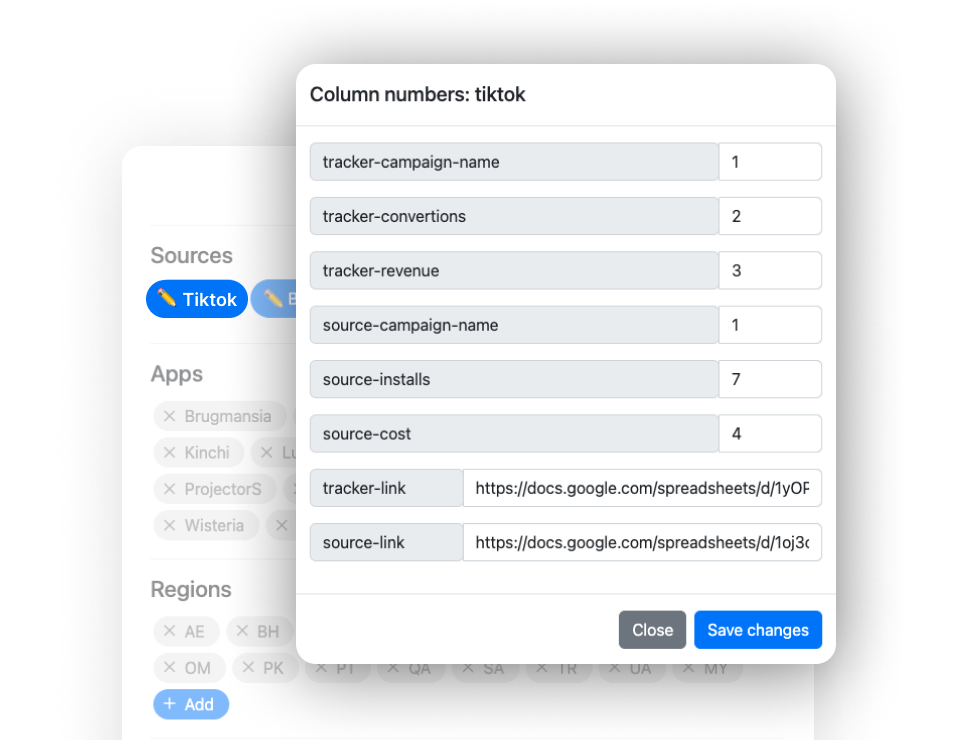 Column numbers: tiktok
tracker-campaign-name 1
tracker-convertions 2
tracker-revenue 3
source-campaign-name 1
source-installs 7
source-cost 4
tracker-link https://docs.google.com/spreadsheets/d/1yOP
source-link https://docs.google.com/spreadsheets/d/1oj3c
Close Save changes
Sources
Tiktok B
Apps
Brugmansia
Kinchi Lu
ProjectorS
Wisteria
Regions
AE BH
OM PK PT QA SA TR UA MY
+ Add